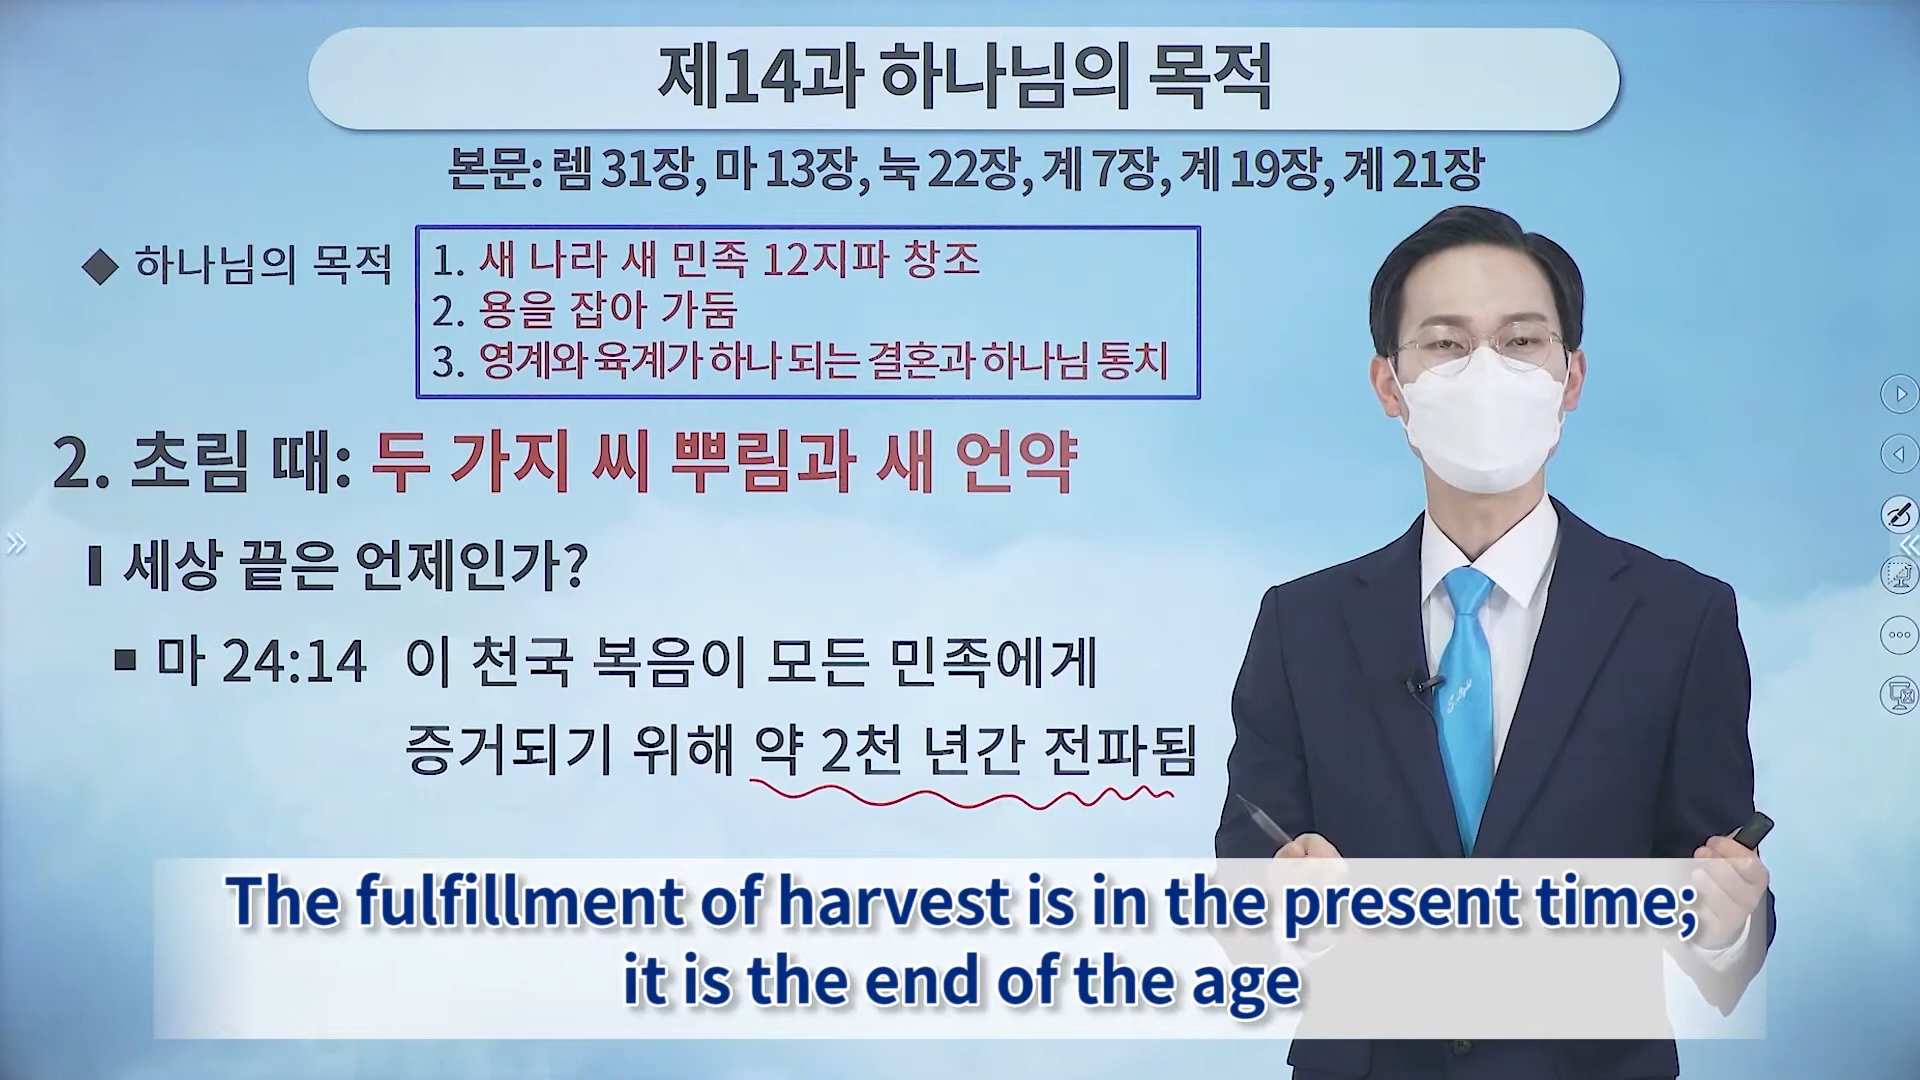 제14과 하나님의 목적
본문: 렘 31장, 마 13장, 눅 22장, 계 7장, 계 19장, 계 21장
◆ 하나님의 목적
1. 새 나라 새 민족 12지파 창조
2. 용을 잡아 가둠
3. 영계와 육계가 하나 되는 결혼과 하나님 통치
2. 초림 때: 두 가지 씨 뿌림과 새 언약
세상 끝은 언제인가?
■ 마 24:14 이 천국 복음이 모든 민족에게
증거되기 위해 약 2천 년간 전파됨
The fulfillment of harvest is in the present time;
it is the end of the age